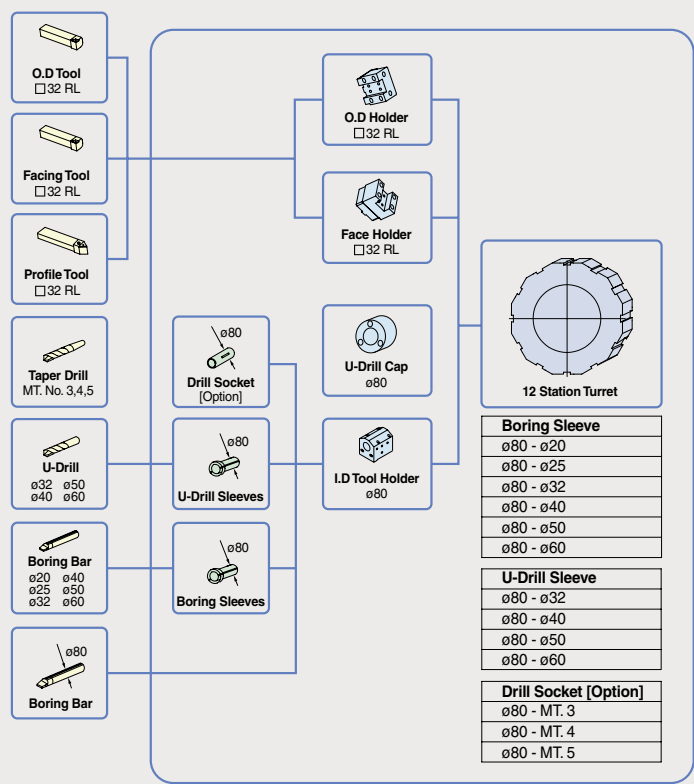 O.D Tool
□32 RL
Facing Tool
□32 RL
Profile Tool
□32 RL
Taper Drill
MT. No. 3,4,5
U-Drill
ø32 ø50
ø40 ø60
Boring Bar
ø20 ø40
ø25 ø50
ø32 ø60
ø80
Boring Bar
ø80
Drill Socket
[Option]
ø80
U-Drill Sleeves
ø80
Boring Sleeves
O.D Holder
□32 RL
Face Holder
□32 RL
U-Drill Cap
ø80
I.D Tool Holder
ø80
12 Station Turret
Boring Sleeve
ø80 - ø20
ø80 - ø25
ø80 - ø32
ø80 - ø40
ø80 - ø50
ø80 - ø60
U-Drill Sleeve
ø80 - ø32
ø80 - ø40
ø80 - ø50
ø80 - ø60
Drill Socket [Option]
ø80 - MT. 3
ø80 - MT. 4
ø80 - MT. 5